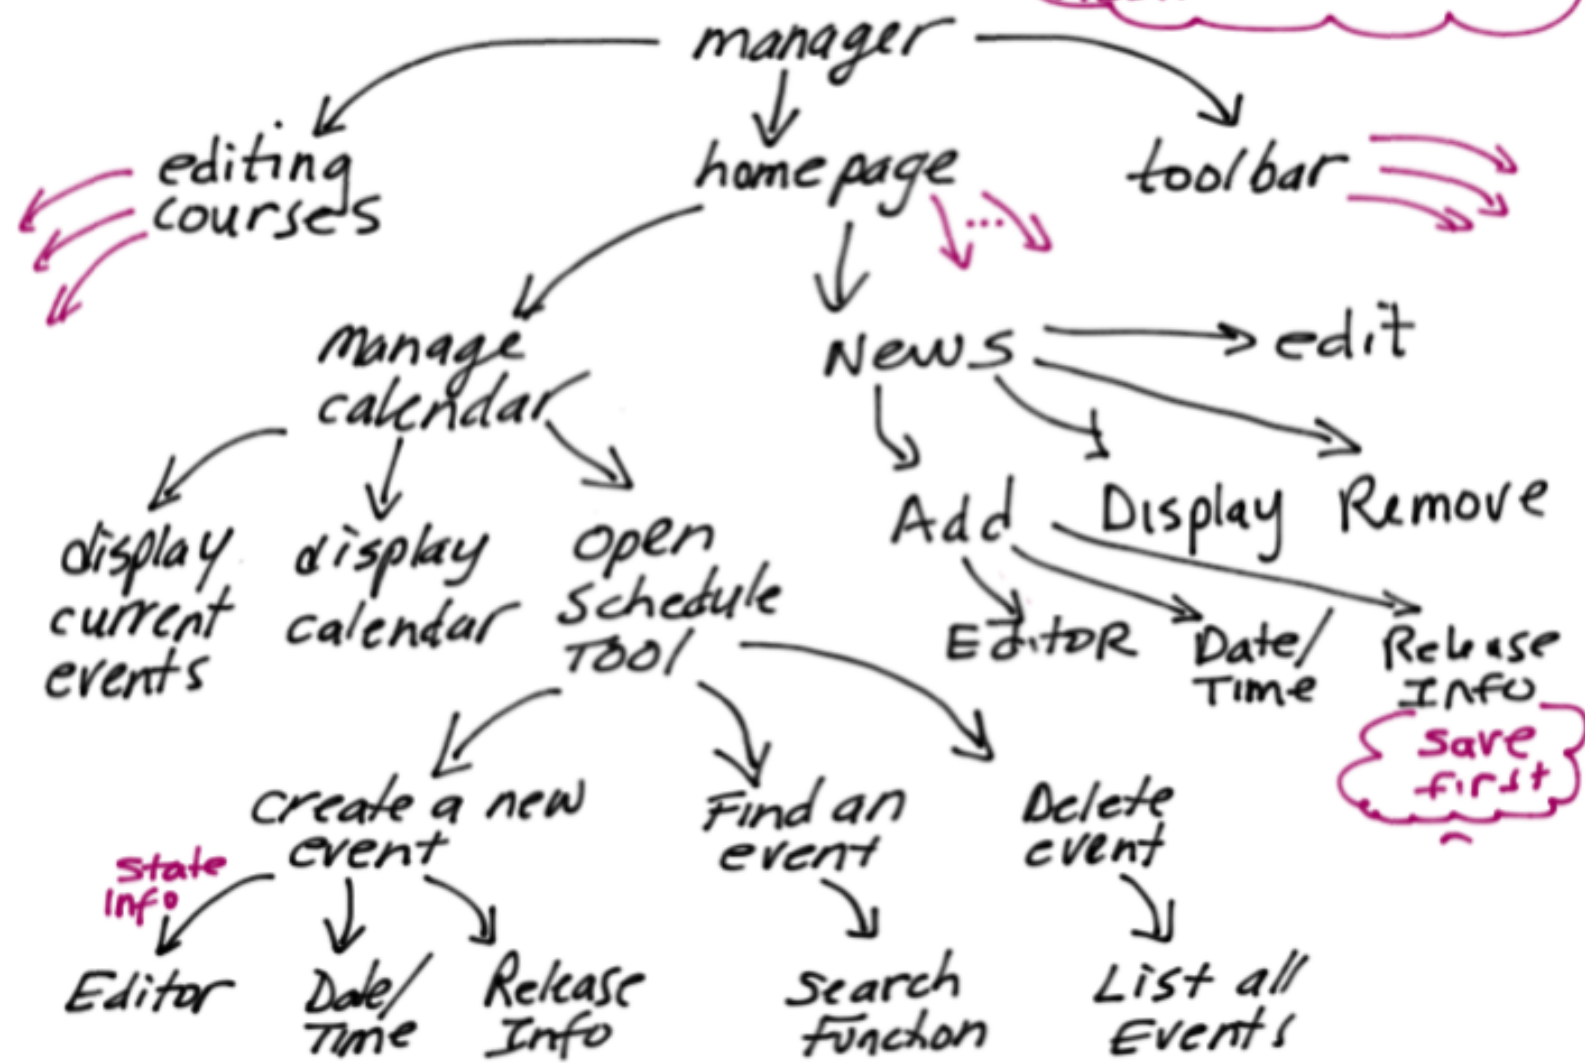 manager
editing
courses
homepage
toolbar
...
manage
calendar
News
edit
display
current
events
display
calendar
open
schedule
TOOl
Add
Display
Remove
EditoR
Date/
Time
Release
Info
save
first
create a new
event
Find an
event
Delete
event
state
Info
Editor
Date/
Time
Release
Info
search
Function
List all
Events